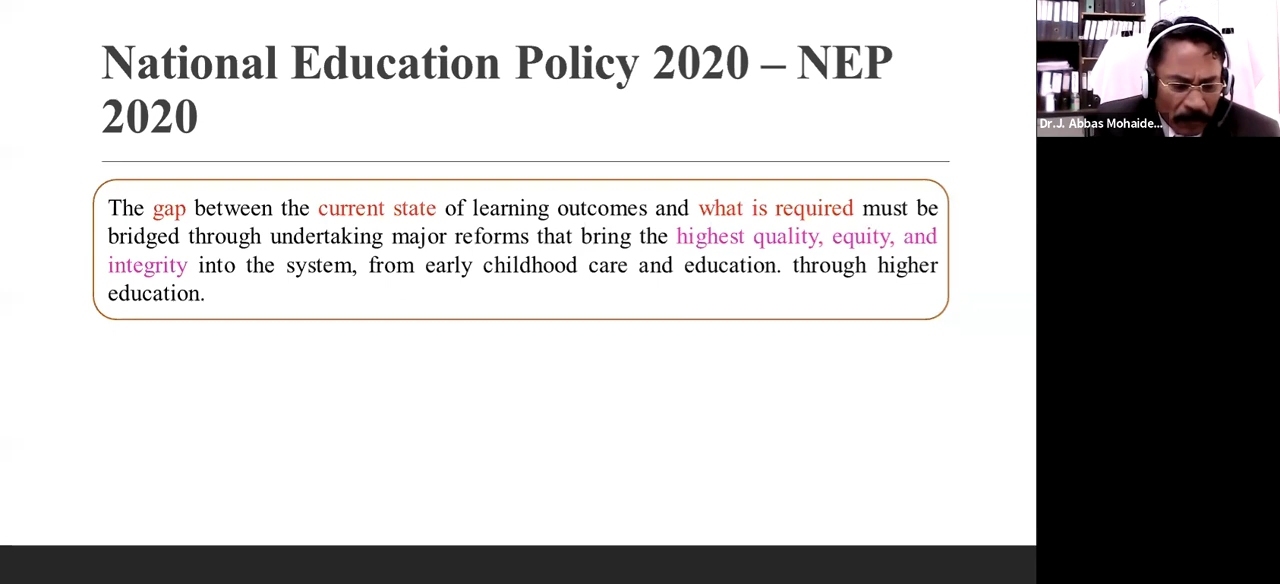 National Education Policy 2020 – NEP
2020
The gap between the current state of learning outcomes and what is required must be
bridged through undertaking major reforms that bring the highest quality, equity, and
integrity into the system, from early childhood care and education. through higher
education.
Dr.J. Abbas Mohaide...